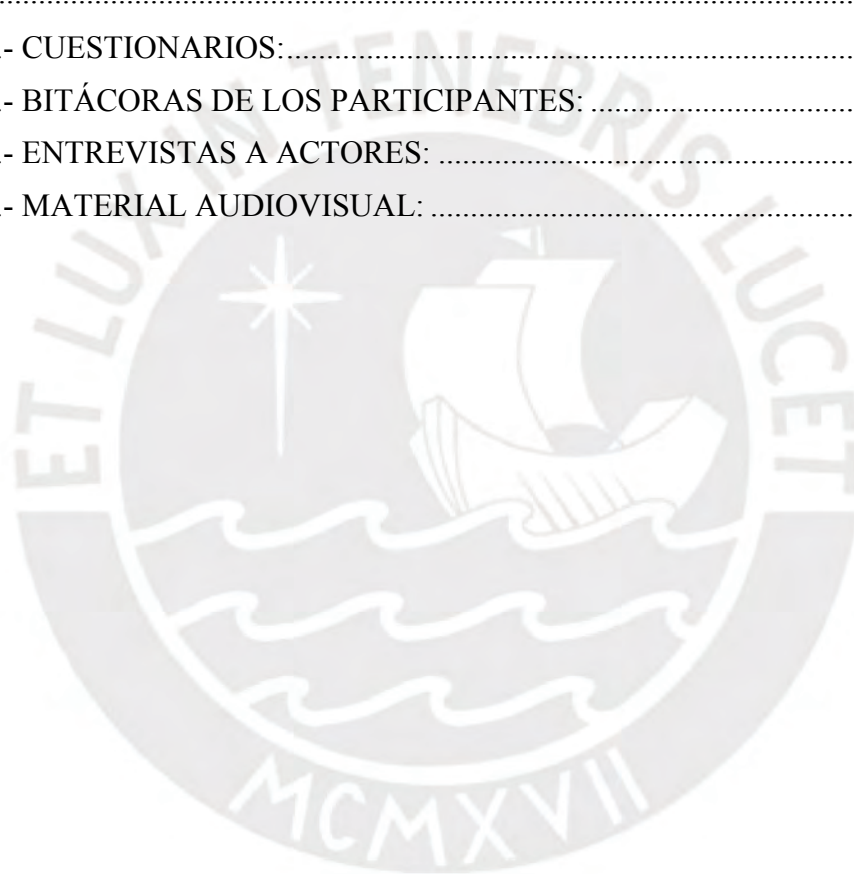 .- CUESTIONARIOS:............................................................
.- BITÁCORAS DE LOS PARTICIPANTES: ............................
.- ENTREVISTAS A ACTORES: ............................................
.- MATERIAL AUDIOVISUAL: .............................................
ET LUX IN TENEBRIS LUCET
MCMXVII